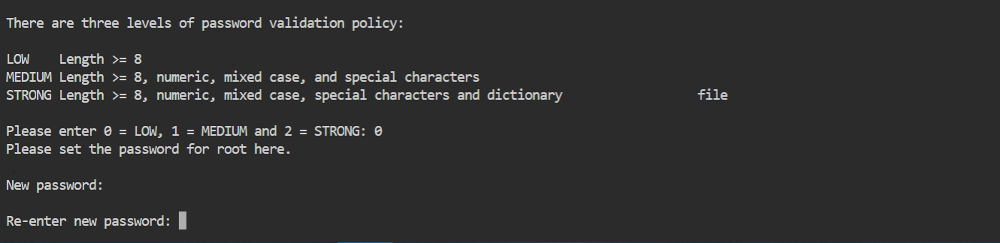 There are three levels of password validation policy:
LOW    Length >= 8
MEDIUM Length >= 8, numeric, mixed case, and special characters
STRONG Length >= 8, numeric, mixed case, special characters and dictionary                  file
Please enter 0 = LOW, 1 = MEDIUM and 2 = STRONG: 0
Please set the password for root here.
New password:
Re-enter new password: